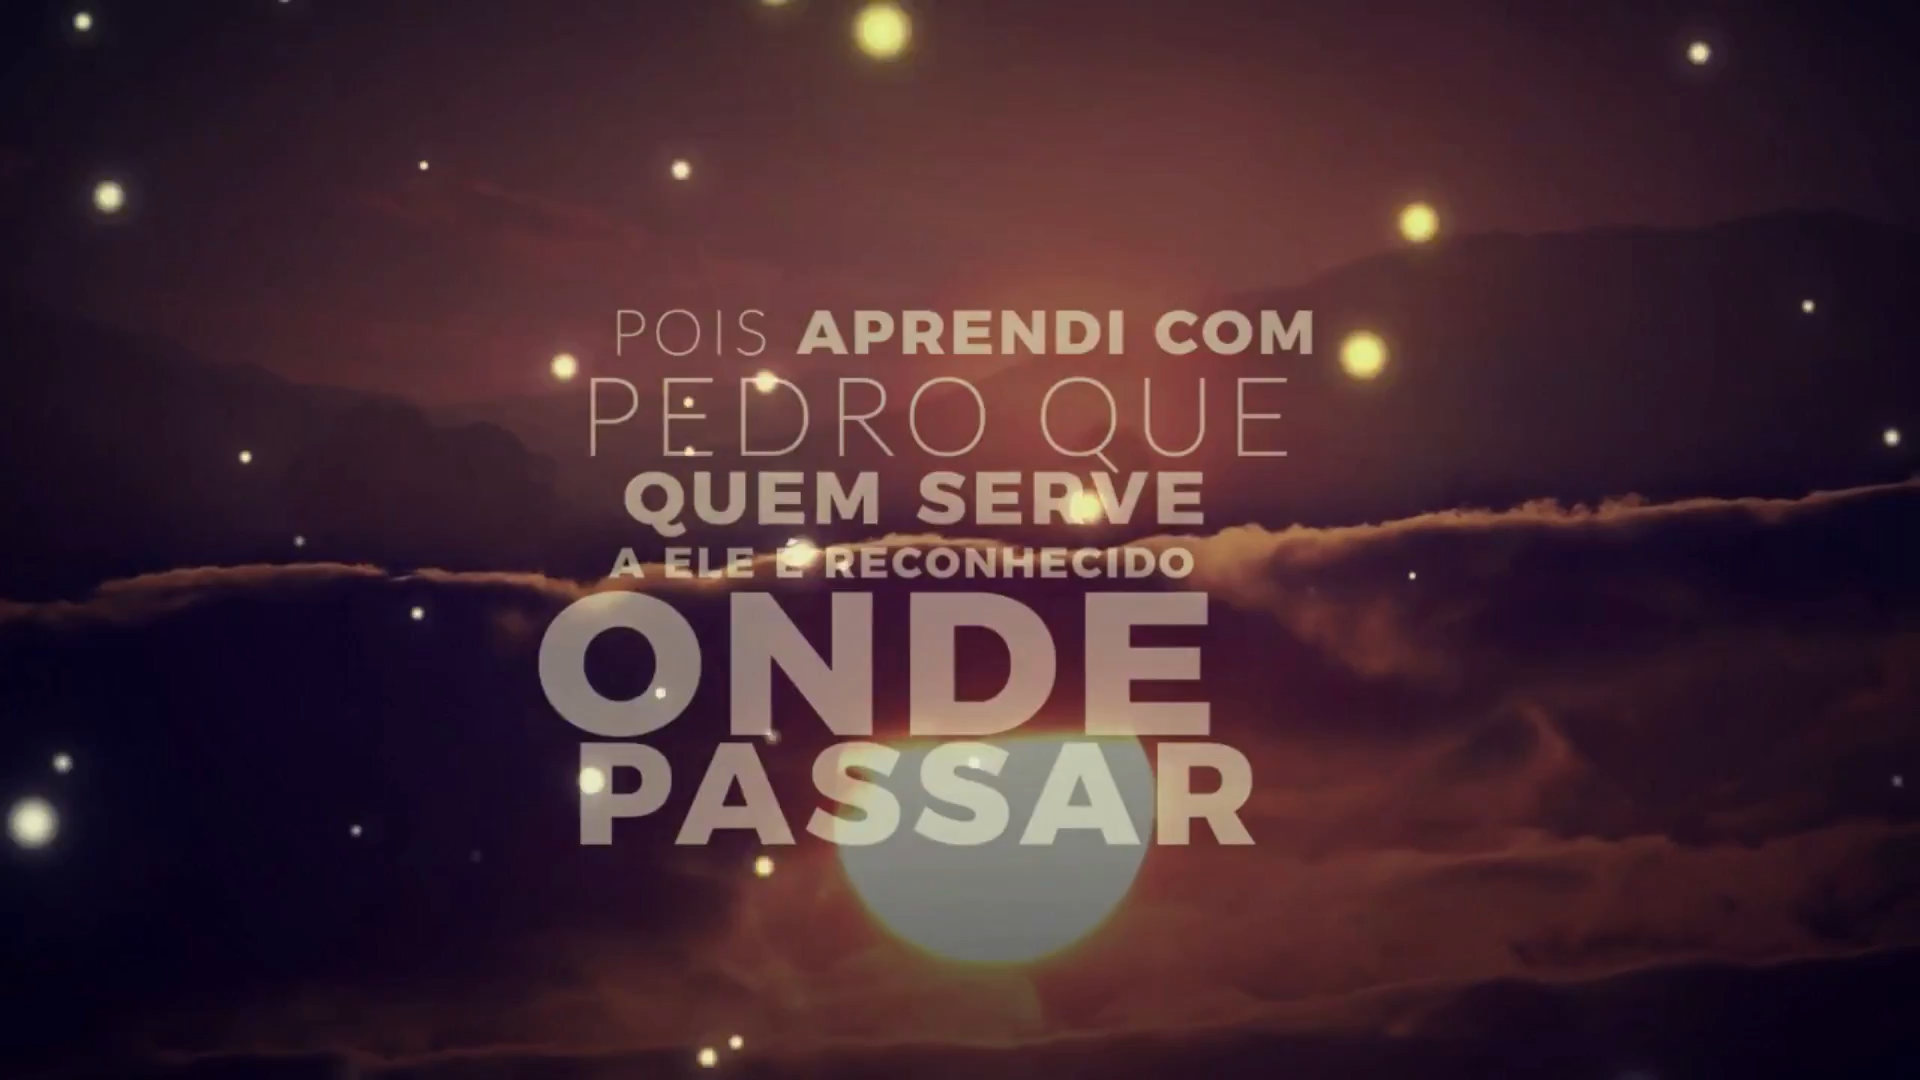 POIS APRENDI COM
PEDRO QUE
QUEM SERVE
A ELE É RECONHECIDO
ONDE
PASSAR